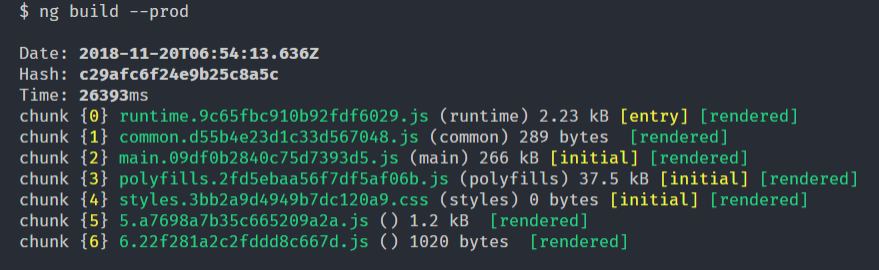 $ ng build --prod
Date: 2018-11-20T06:54:13.636Z
Hash: c29afc6f24e9b25c8a5c
Time: 26393ms
chunk {0} runtime.9c65fbc910b92fdf6029.js (runtime) 2.23 kB [entry] [rendered]
chunk {1} common.d55b4e23d1c33d567048.js (common) 289 bytes  [rendered]
chunk {2} main.09df0b2840c75d7393d5.js (main) 266 kB [initial] [rendered]
chunk {3} polyfills.2fd5ebaa56f7df5af06b.js (polyfills) 37.5 kB [initial] [rendered]
chunk {4} styles.3bb2a9d4949b7dc120a9.css (styles) 0 bytes [initial] [rendered]
chunk {5} 5.a7698a7b35c665209a2a.js () 1.2 kB  [rendered]
chunk {6} 6.22f281a2c2fddd8c667d.js () 1020 bytes  [rendered]